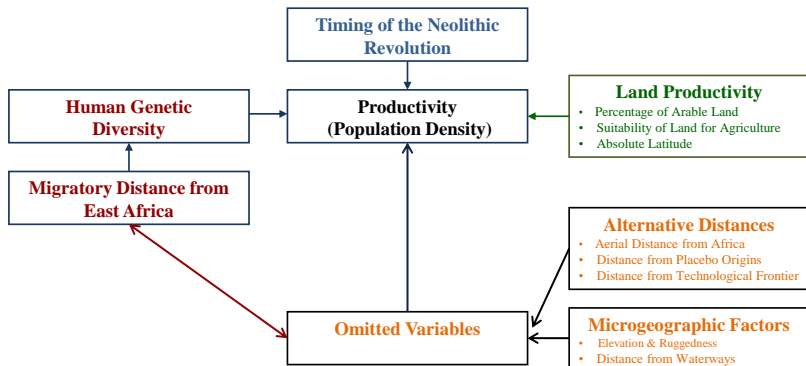 Timing of the Neolithic
Revolution
Human Genetic
Diversity
Productivity
(Population Density)
Land Productivity
• Percentage of Arable Land
• Suitability of Land for Agriculture
• Absolute Latitude
Migratory Distance from
East Africa
Alternative Distances
• Aerial Distance from Africa
• Distance from Placebo Origins
• Distance from Technological Frontier
Omitted Variables
Microgeographic Factors
• Elevation & Ruggedness
• Distance from Waterways